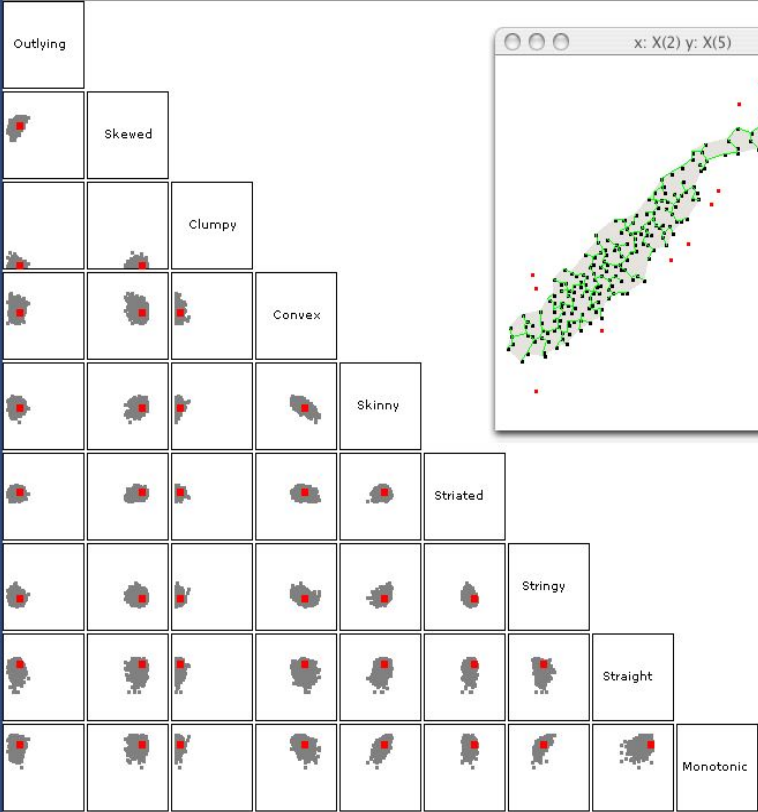 Outlying
x: X(2) y: X(5)
Skewed
Clumpy
Convex
Skinny
Striated
Stringy
Straight
Monotonic